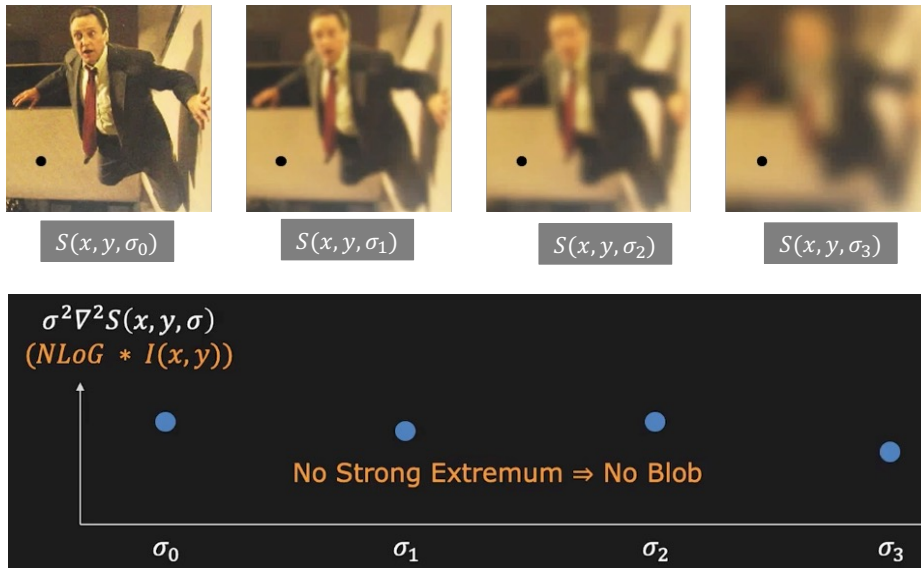 S(x, y, σ₀)
S(x, y, σ₁)
S(x, y, σ₂)
S(x, y, σ₃)
σ²∇²S(x, y, σ)
(NLoG * I(x, y))
No Strong Extremum ⇒ No Blob
σ₀
σ₁
σ₂
σ₃